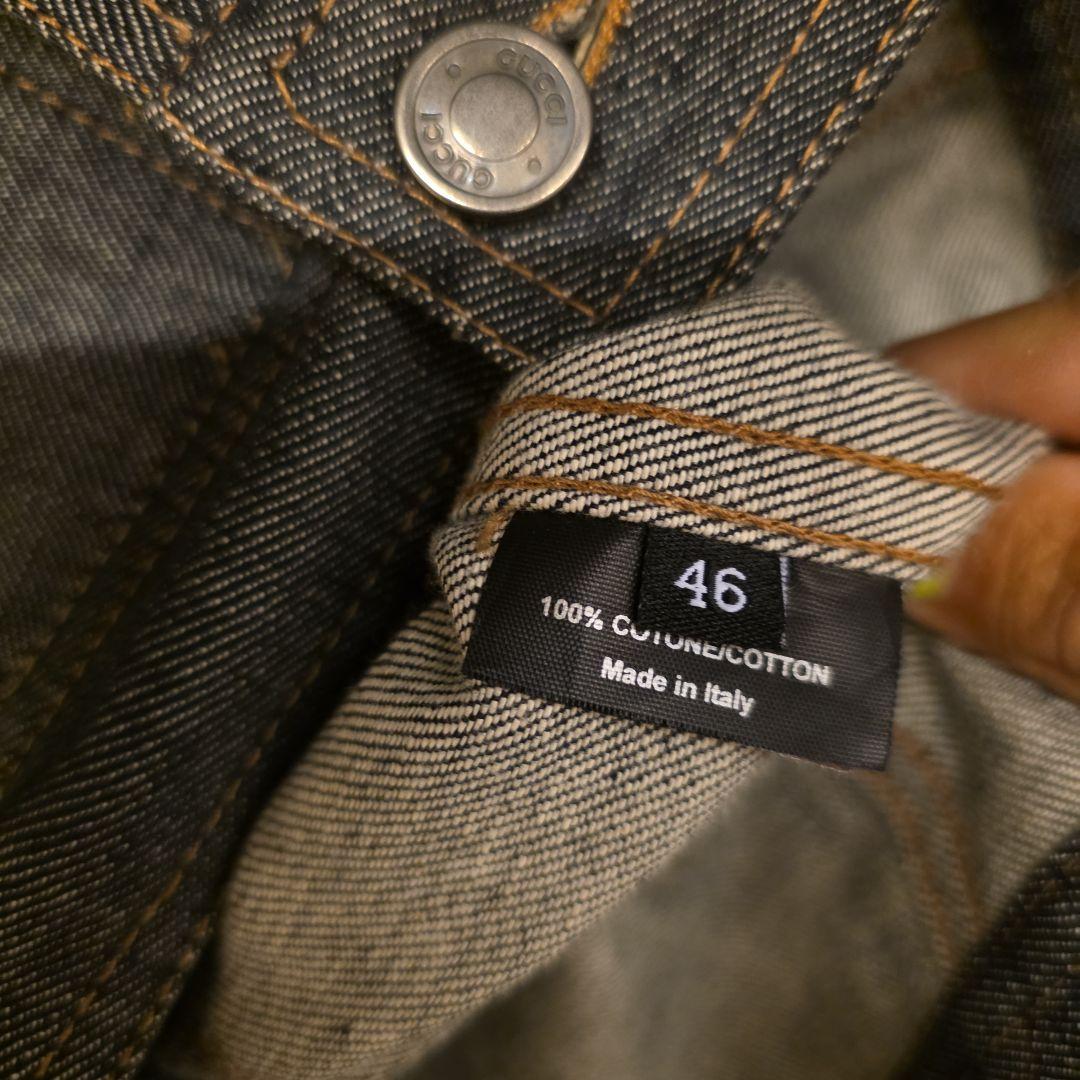 GUCCI
GUCCI
46
100% COTONE/COTTON
Made in Italy